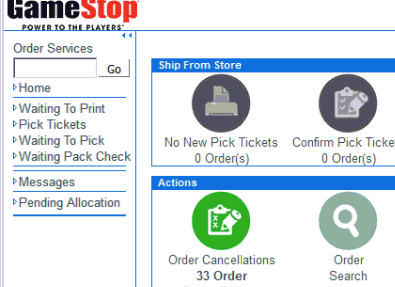 GameStop
POWER TO THE PLAYERS'
Order Services
Go
Home
Waiting To Print
Pick Tickets
Waiting To Pick
Waiting Pack Check
Messages
Pending Allocation
Ship From Store
No New Pick Tickets
0 Order(s)
Confirm Pick Ticke
0 Order(s)
Actions
Order Cancellations
33 Order
Order
Search